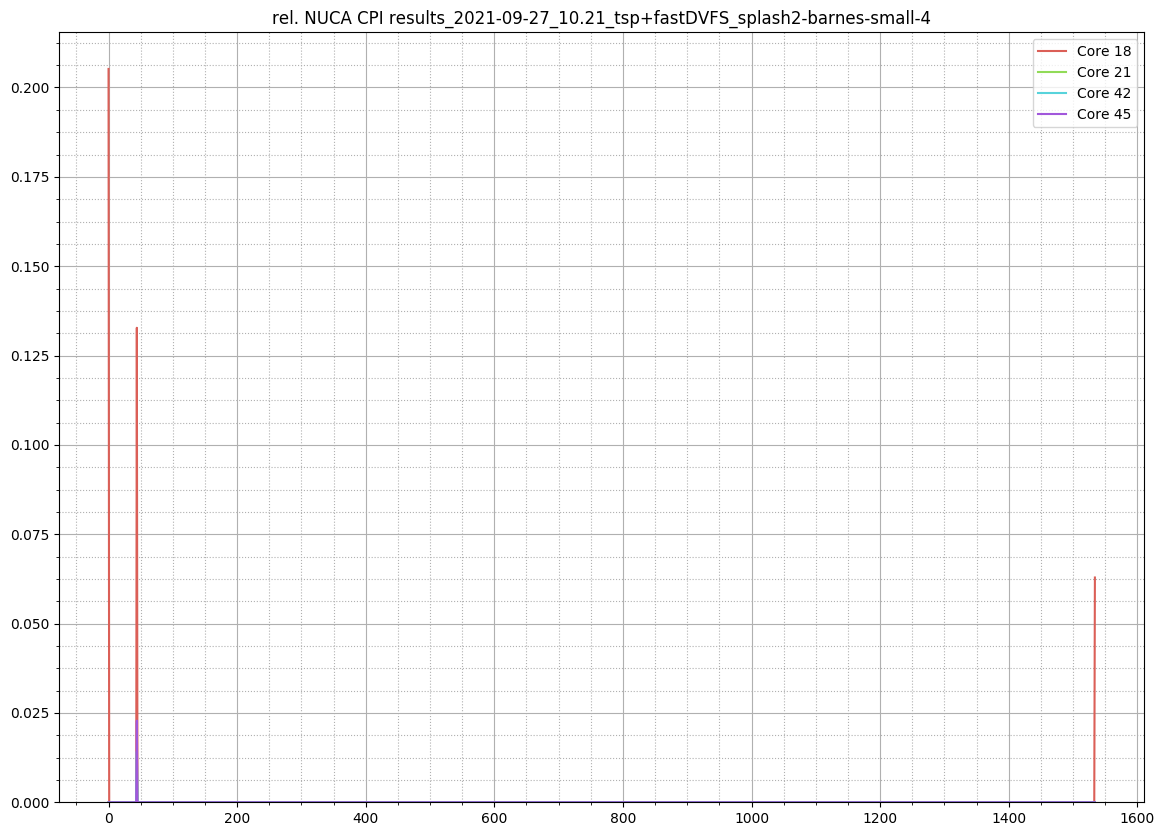 rel. NUCA CPI results_2021-09-27_10.21_tsp+fastDVFS_splash2-barnes-small-4
Core 18
Core 21
Core 42
Core 45
0.200
0.175
0.150
0.125
0.100
0.075
0.050
0.025
0.000
0 200 400 600 800 1000 1200 1400 1600